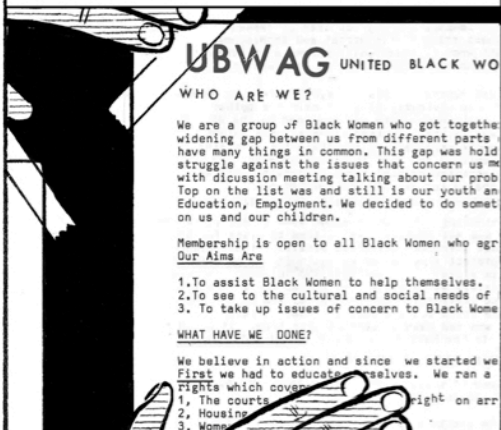 UBWAG UNITED BLACK WO
WHO ARE WE?
We are a group of Black Women who got togethe
widening gap between us from different parts
have many things in common. This gap was hold
struggle against the issues that concern us
with dicussion meeting talking about our prob
Top on the list was and still is our youth an
Education, Employment. We decided to do somet
on us and our children.
Membership is open to all Black Women who agr
Our Aims Are
1.To assist Black Women to help themselves.
2.To see to the cultural and social needs of
3. To take up issues of concern to Black Wome
WHAT HAVE WE DONE?
We believe in action and since we started we
First we had to educate rselves. We ran a
rights which cover
1, The courts right on arr
2, Housing
3. Wome